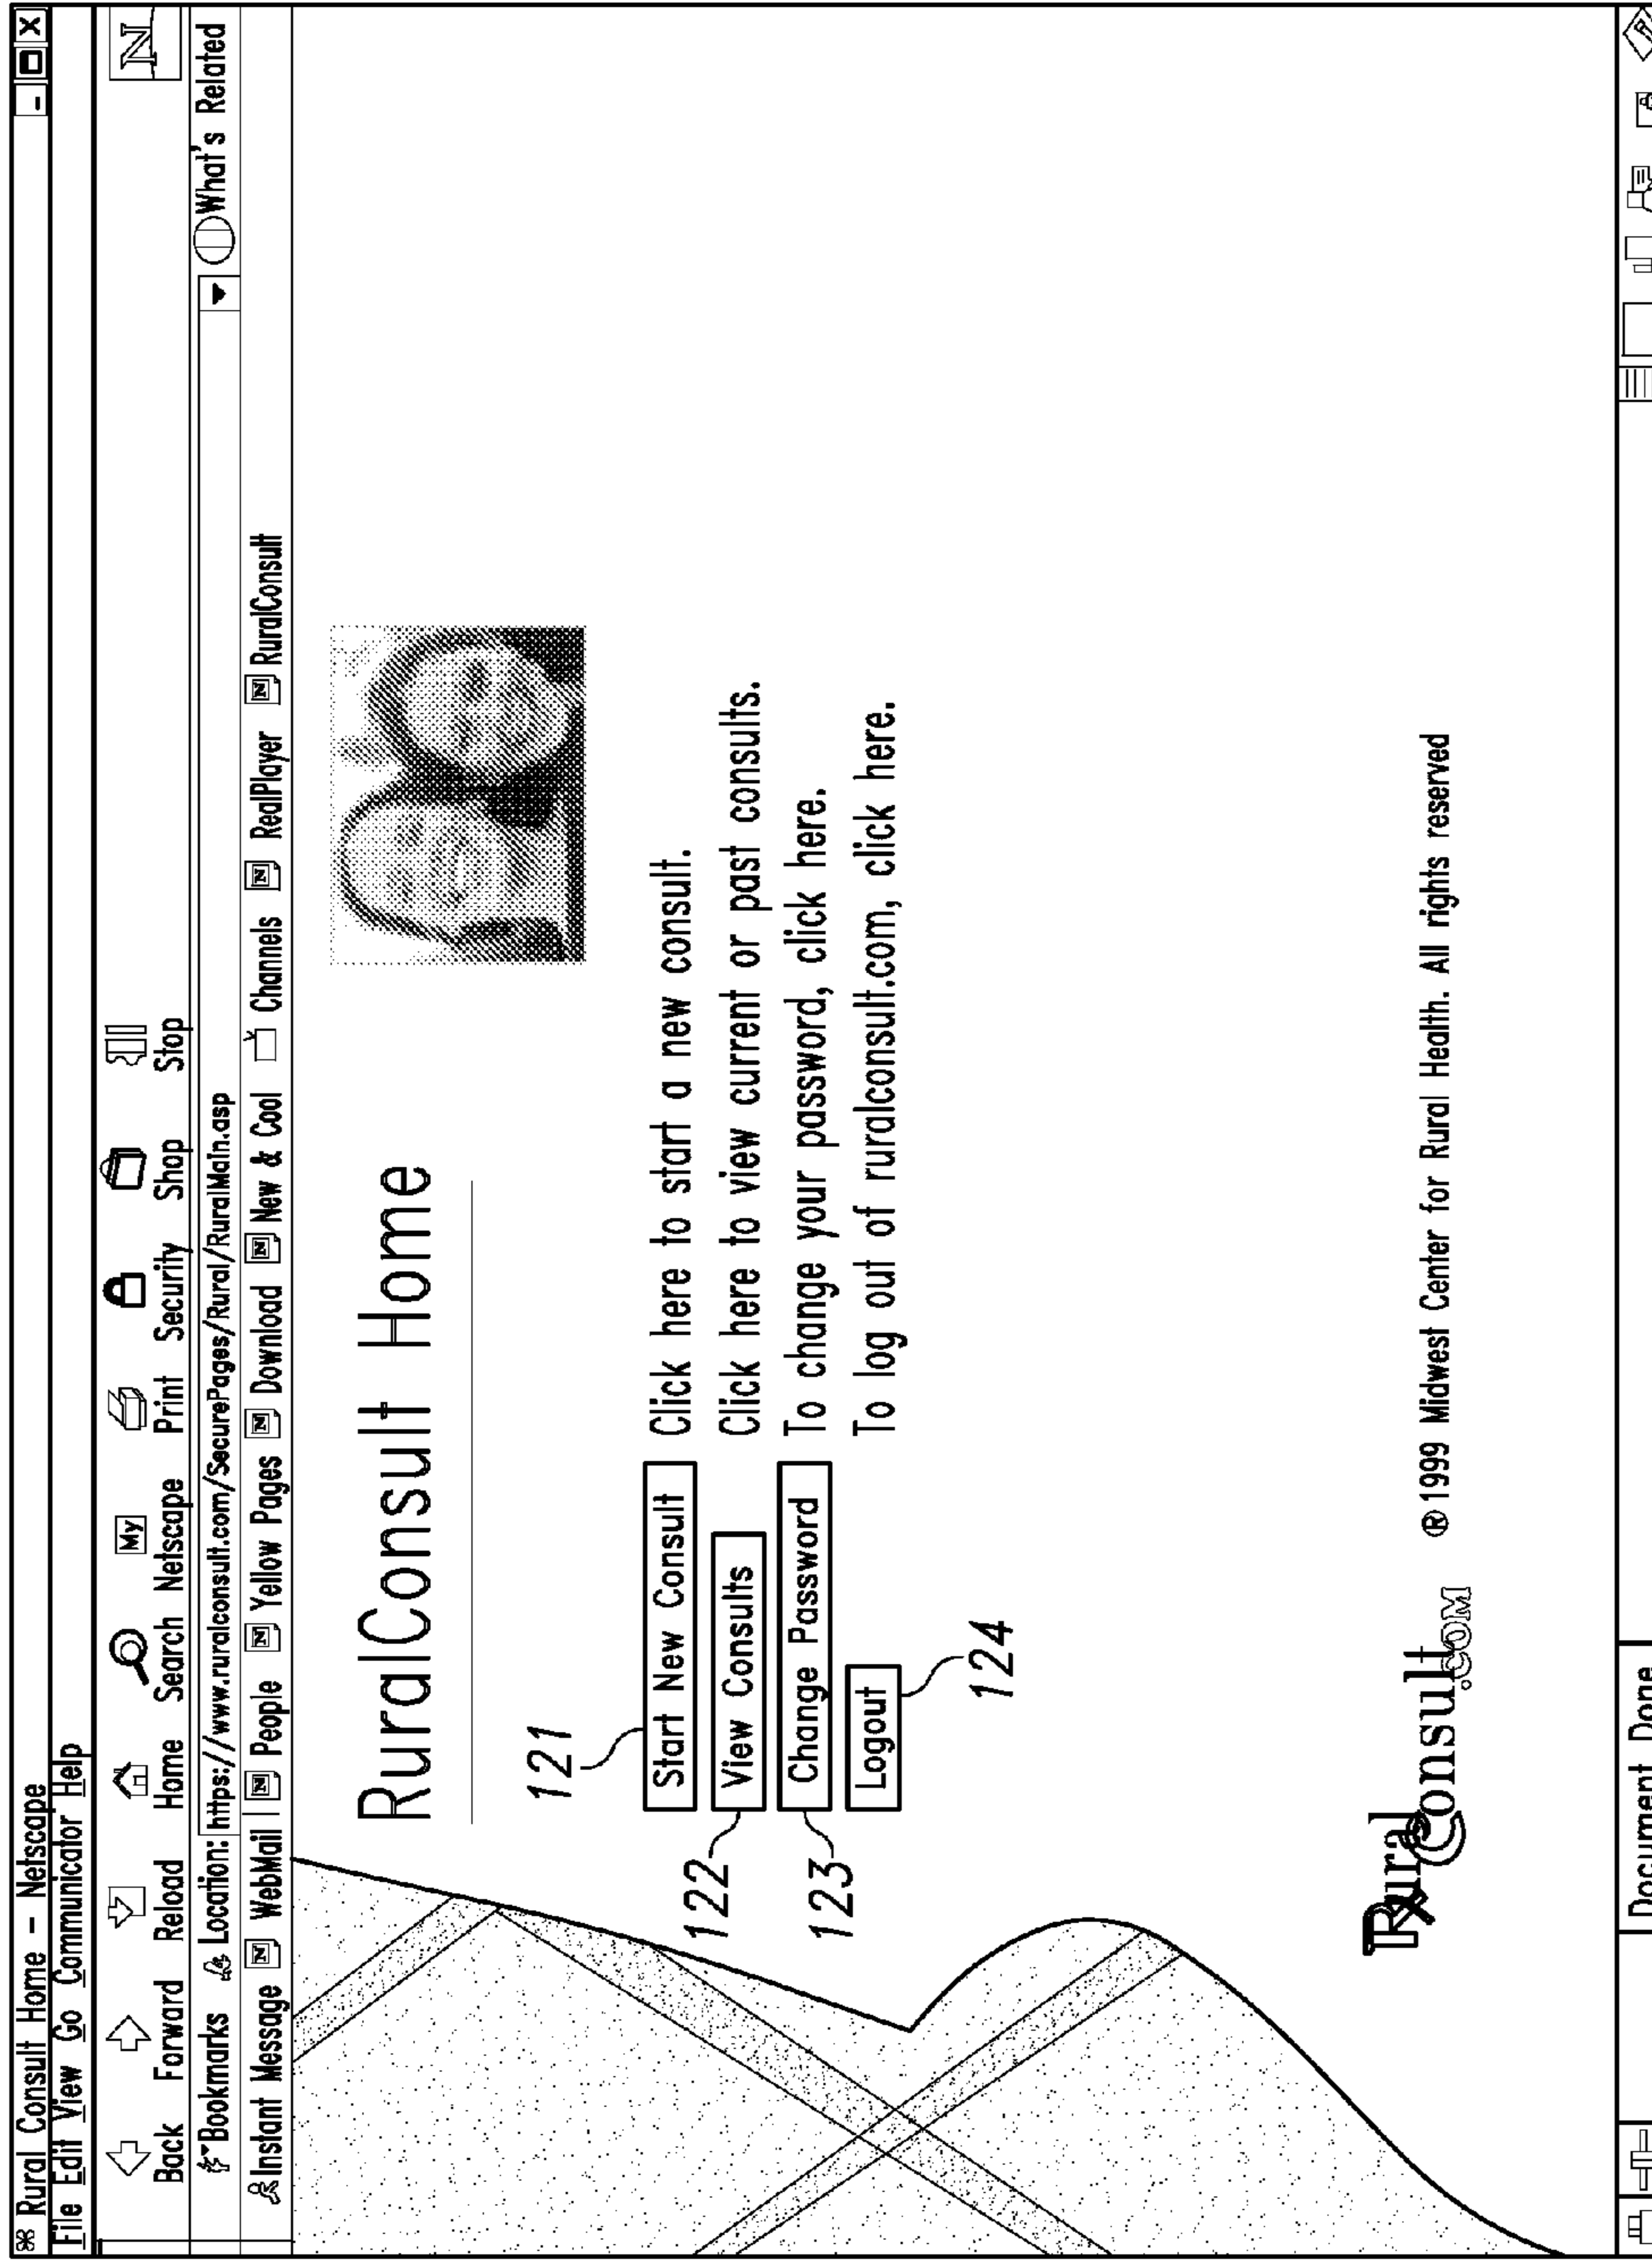 Rural Consult Home - Netscape
File Edit View Go Communicator Help
N
Back Forward Reload Home Search Netscape Print Security Shop Stop
My
Bookmarks Location: https://www.ruralconsult.com/SecurePages/Rural/RuralMain.asp What's Related
Instant Message N WebMail N People N Yellow Pages N Download N New & Cool Channels N RealPlayer N RuralConsult
RuralConsult Home
121
Start New Consult Click here to start a new consult.
122
View Consults Click here to view current or past consults.
123
Change Password To change your password, click here.
Logout To log out of ruralconsult.com, click here.
124
Rural Consult .COM ® 1999 Midwest Center for Rural Health. All rights reserved
Document Done